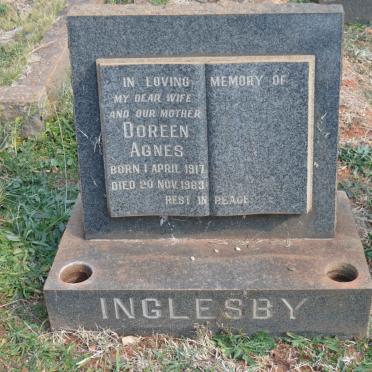 IN LOVING MEMORY OF
MY DEAR WIFE
AND OUR MOTHER
DOREEN
AGNES
BORN 1 APRIL 1917
DIED 20 NOV. 1983
REST IN PEACE
INGLESBY